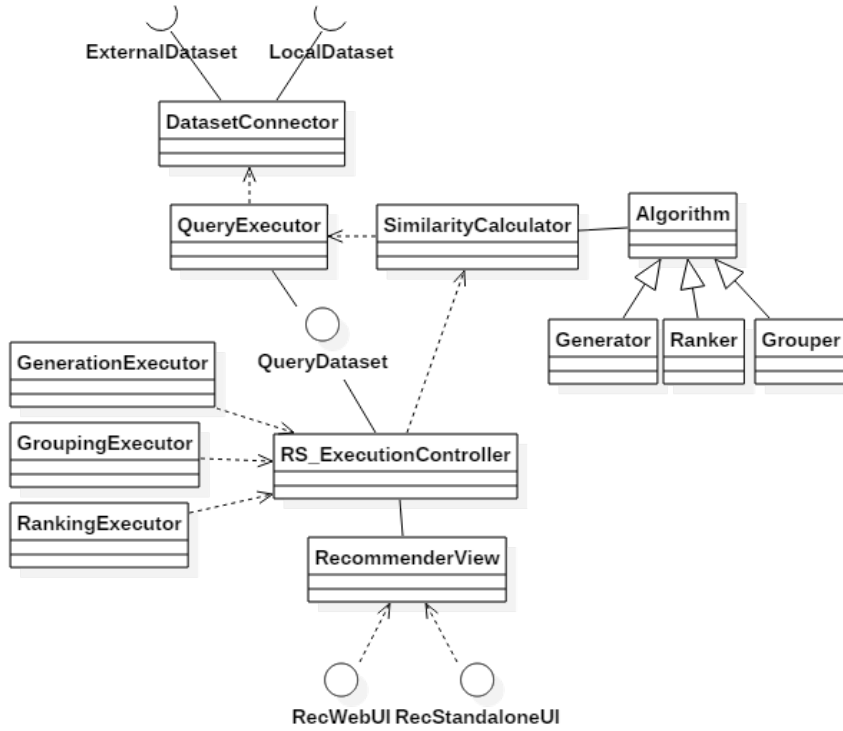 ExternalDataset
LocalDataset
DatasetConnector
QueryExecutor
SimilarityCalculator
Algorithm
Generator
Ranker
Grouper
QueryDataset
GenerationExecutor
GroupingExecutor
RS_ExecutionController
RankingExecutor
RecommenderView
RecWebUI
RecStandaloneUI